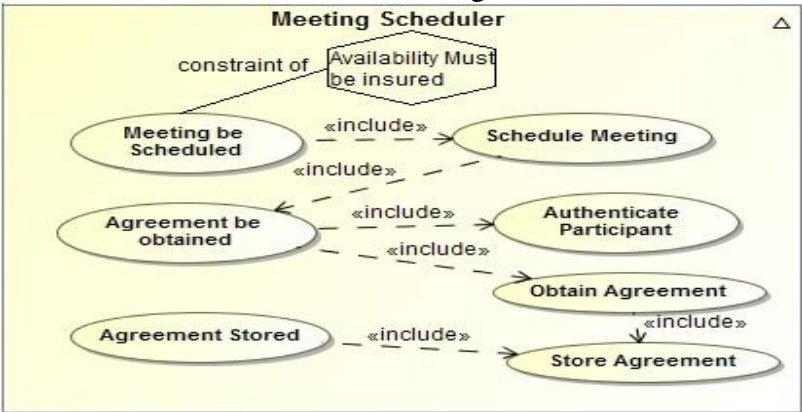 Meeting Scheduler
constraint of
Availability Must
be insured
Meeting be
Scheduled
«include»
Schedule Meeting
«include»
Agreement be
obtained
«include»
Authenticate
Participant
«include»
Obtain Agreement
«include»
Agreement Stored
«include»
Store Agreement